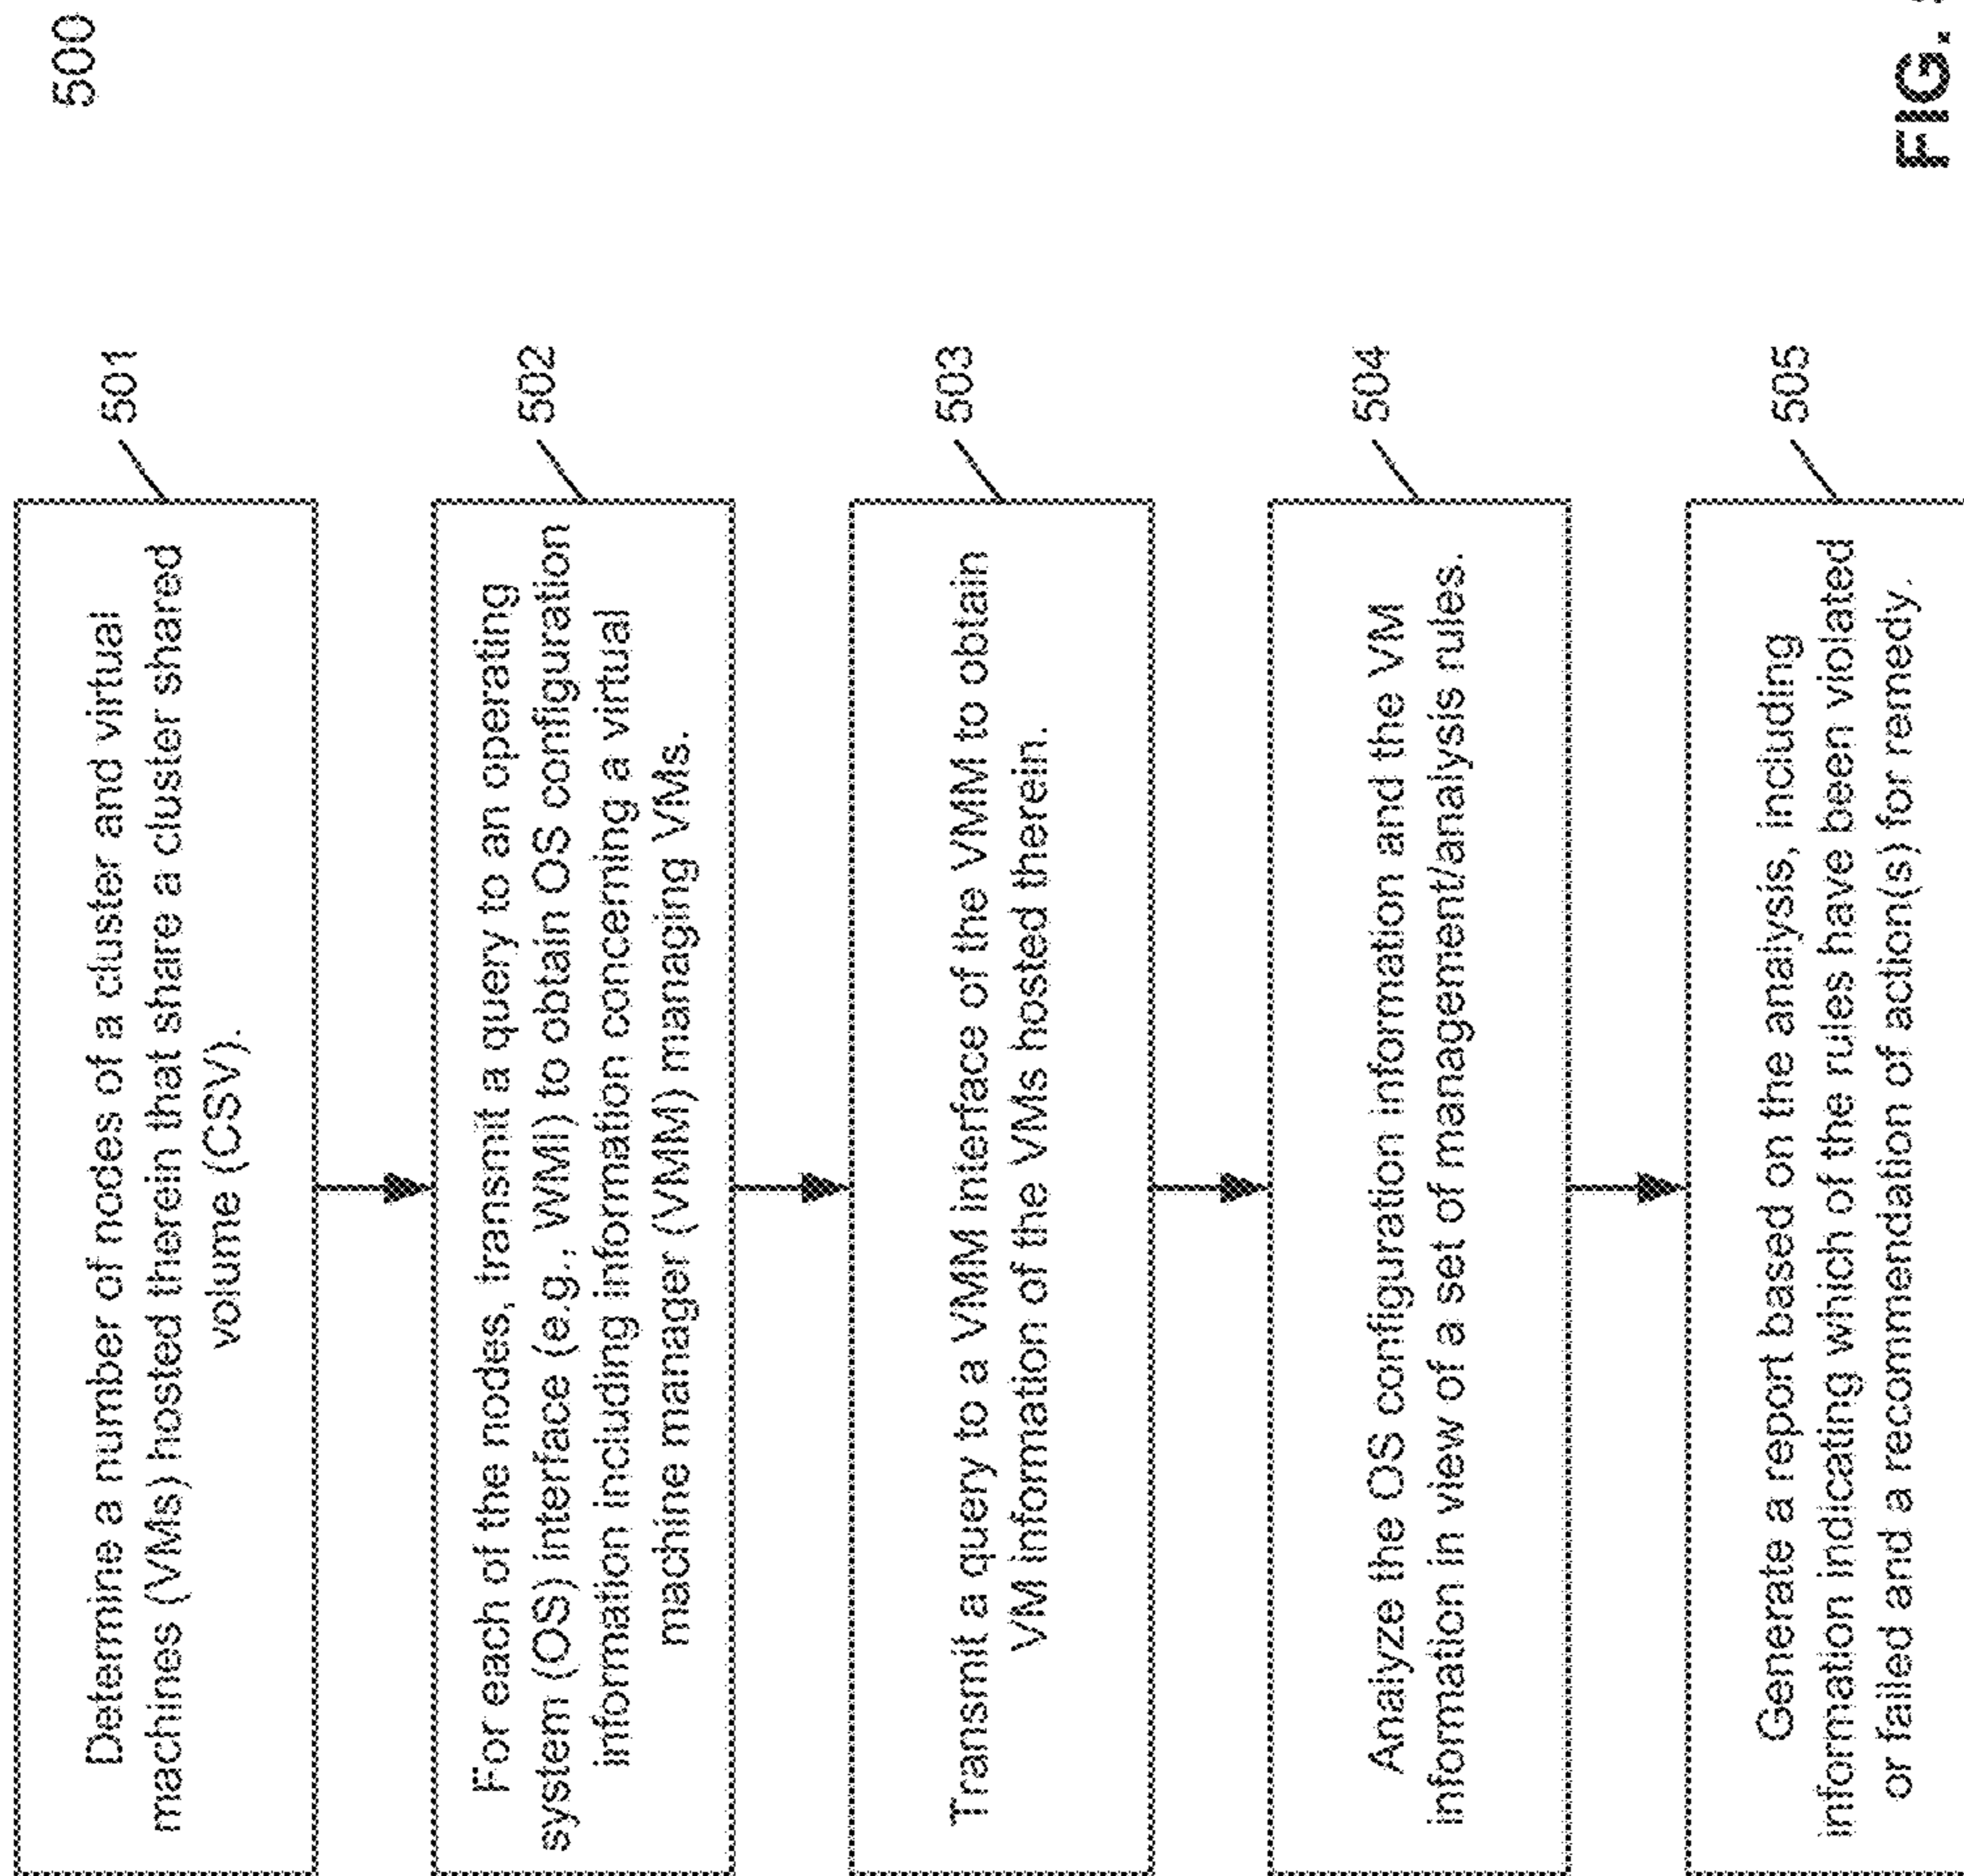 500
Determine a number of nodes of a cluster and virtual
machines (VMs) hosted therein that share a cluster shared
volume (CSV).
501
For each of the nodes, transmit a query to an operating
system (OS) interface (e.g., WMI) to obtain OS configuration
information including information concerning a virtual
machine manager (VMM) managing VMs.
502
Transmit a query to a VMM interface of the VMM to obtain
VM information of the VMs hosted therein.
503
Analyze the OS configuration information and the VM
information in view of a set of management/analysis rules.
504
Generate a report based on the analysis, including
information indicating which of the rules have been violated
or failed and a recommendation of action(s) for remedy.
505
FIG.